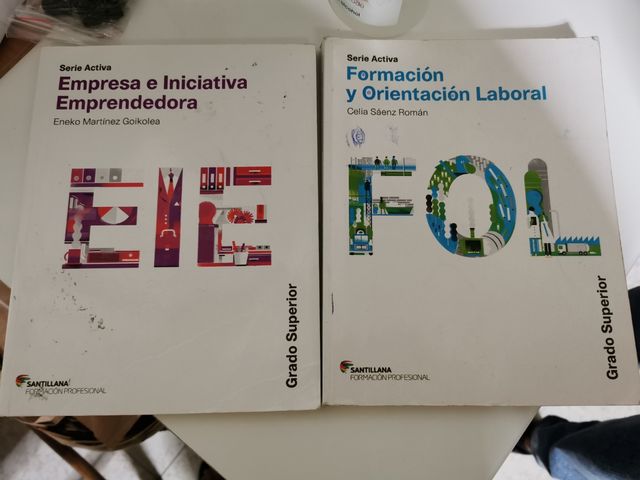 Serie Activa
Empresa e Iniciativa
Emprendedora
Eneko Martínez Goikolea
EIE
Grado Superior
SANTILLANA
FORMACIÓN PROFESIONAL
Serie Activa
Formación
y Orientación Laboral
Celia Sáenz Román
FOL
Grado Superior
SANTILLANA
FORMACIÓN PROFESIONAL